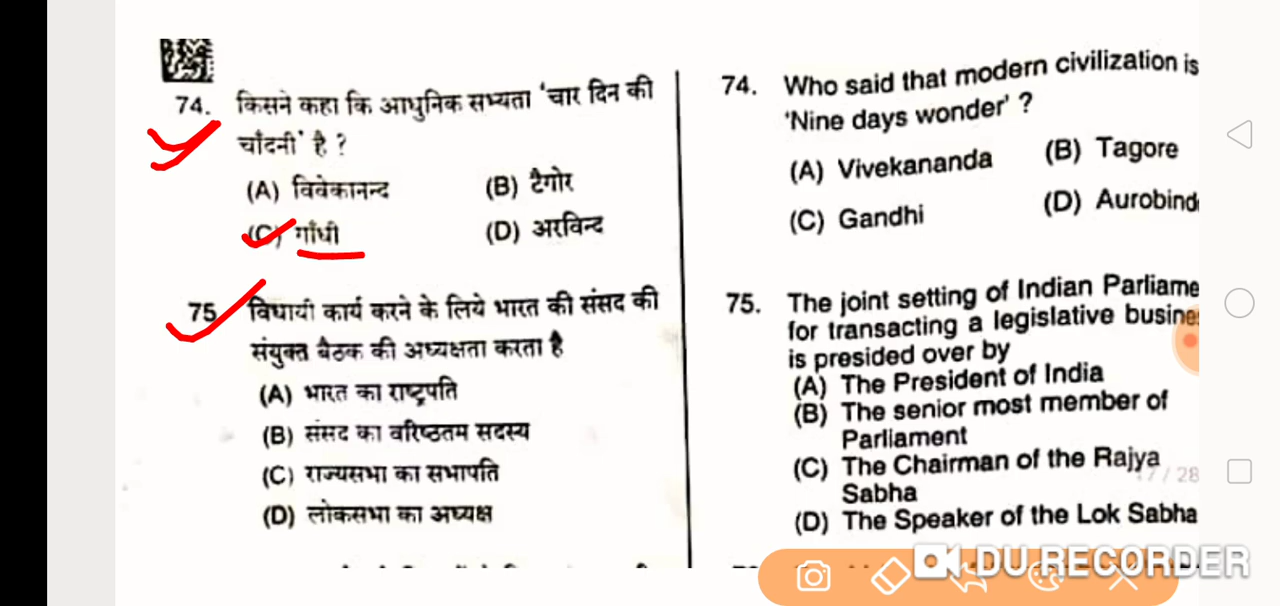 74. किसने कहा कि आधुनिक सभ्यता 'चार दिन की
चाँदनी' है ?
(A) विवेकानन्द (B) टैगोर
(C) गाँधी (D) अरविन्द
75. विधायी कार्य करने के लिये भारत की संसद की
संयुक्त बैठक की अध्यक्षता करता है
(A) भारत का राष्ट्रपति
(B) संसद का वरिष्ठतम सदस्य
(C) राज्यसभा का सभापति
(D) लोकसभा का अध्यक्ष
74. Who said that modern civilization is
'Nine days wonder' ?
(A) Vivekananda (B) Tagore
(C) Gandhi (D) Aurobind
75. The joint setting of Indian Parliame
for transacting a legislative busine
is presided over by
(A) The President of India
(B) The senior most member of
Parliament
(C) The Chairman of the Rajya
Sabha
(D) The Speaker of the Lok Sabha
17 / 28
DU RECORDER